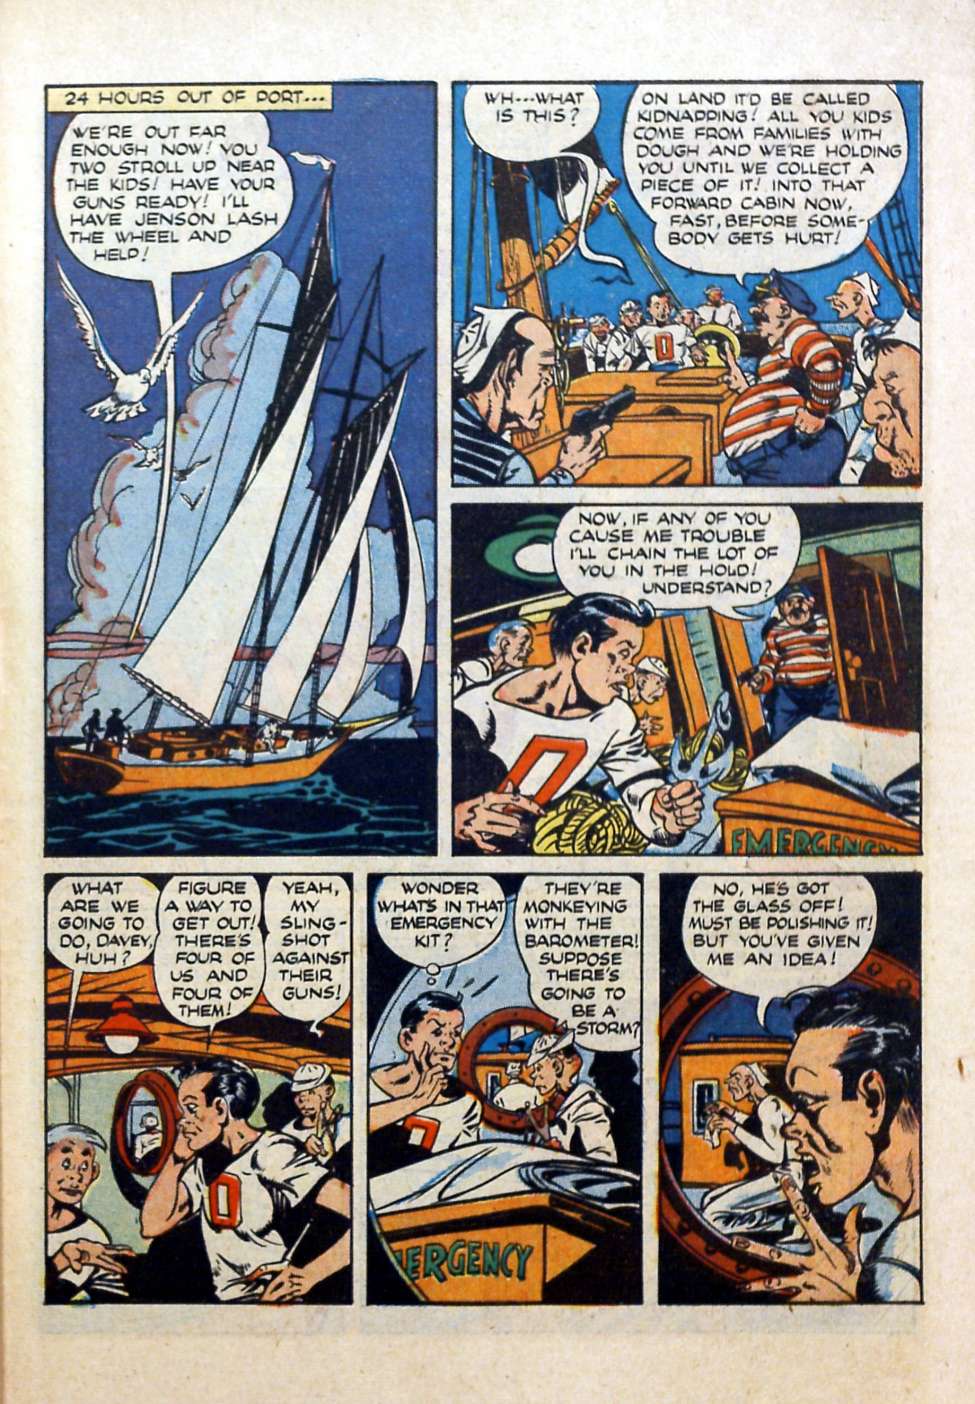 24 HOURS OUT OF PORT...
WE'RE OUT FAR
ENOUGH NOW! YOU
TWO STROLL UP NEAR
THE KIDS! HAVE YOUR
GUNS READY! I'LL
HAVE JENSON LASH
THE WHEEL AND
HELP!
WH---WHAT
IS THIS?
ON LAND IT'D BE CALLED
KIDNAPPING! ALL YOU KIDS
COME FROM FAMILIES WITH
DOUGH AND WE'RE HOLDING
YOU UNTIL WE COLLECT A
PIECE OF IT! INTO THAT
FORWARD CABIN NOW,
FAST, BEFORE SOME-
BODY GETS HURT!
O
NOW, IF ANY OF YOU
CAUSE ME TROUBLE
I'LL CHAIN THE LOT OF
YOU IN THE HOLD!
UNDERSTAND?
O
EMERGENCY
WHAT
ARE WE
GOING TO
DO, DAVEY,
HUH?
FIGURE
A WAY TO
GET OUT!
THERE'S
FOUR OF
US AND
FOUR OF
THEM!
YEAH,
MY
SLING-
SHOT
AGAINST
THEIR
GUNS!
O
WONDER
WHAT'S IN THAT
EMERGENCY
KIT?
THEY'RE
MONKEYING
WITH THE
BAROMETER!
SUPPOSE
THERE'S
GOING TO
BE A
STORM?
EMERGENCY
NO, HE'S GOT
THE GLASS OFF!
MUST BE POLISHING IT!
BUT YOU'VE GIVEN
ME AN IDEA!